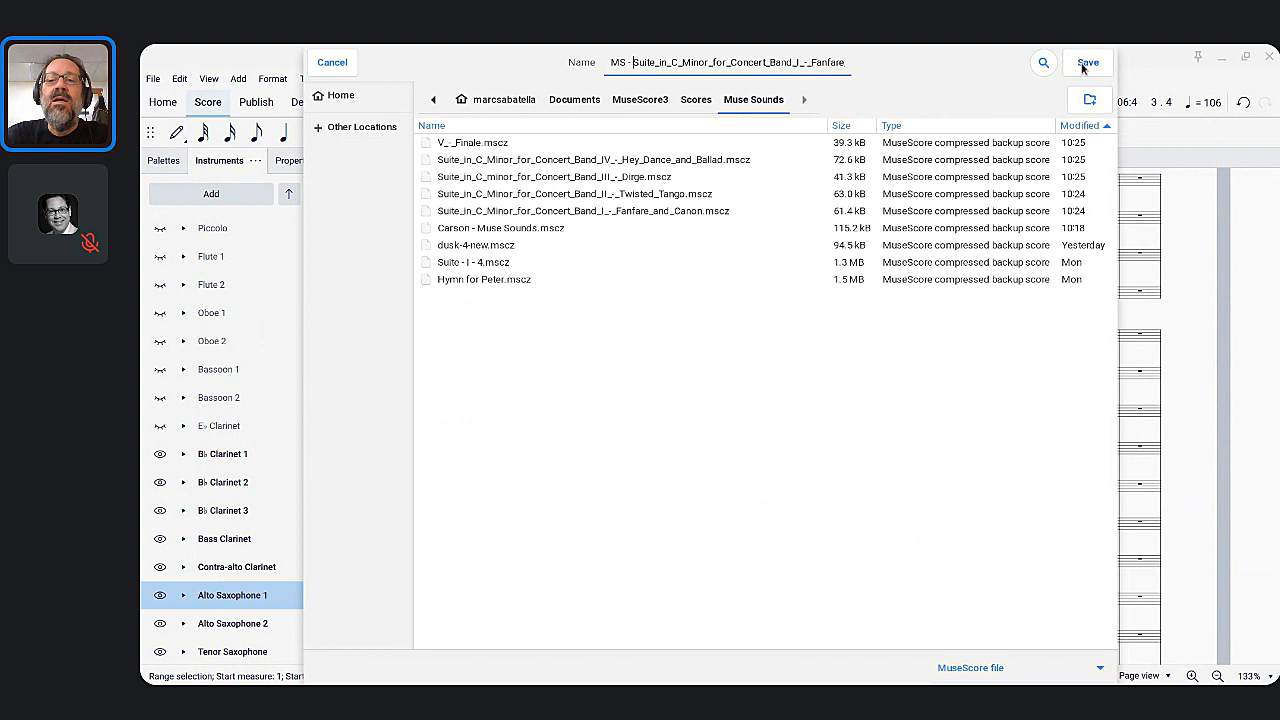 Cancel
Name MS - Suite_in_C_Minor_for_Concert_Band_I_-_Fanfare
Save
File Edit View Add Format
Home Score Publish De
Home
marcsabatella Documents MuseScore3 Scores Muse Sounds
06:4 3 . 4 = 106
Other Locations
Name Size Type Modified
V_-_Finale.mscz 39.3 kB MuseScore compressed backup score 10:25
Suite_in_C_Minor_for_Concert_Band_IV_-_Hey_Dance_and_Ballad.mscz 72.6 kB MuseScore compressed backup score 10:25
Suite_in_C_minor_for_Concert_Band_III_-_Dirge.mscz 41.3 kB MuseScore compressed backup score 10:25
Suite_in_C_Minor_for_Concert_Band_II_-_Twisted_Tango.mscz 63.0 kB MuseScore compressed backup score 10:24
Suite_in_C_Minor_for_Concert_Band_I_-_Fanfare_and_Canon.mscz 61.4 kB MuseScore compressed backup score 10:24
Carson - Muse Sounds.mscz 115.2 kB MuseScore compressed backup score 10:18
dusk-4-new.mscz 94.5 kB MuseScore compressed backup score Yesterday
Suite - I - 4.mscz 1.3 MB MuseScore compressed backup score Mon
Hymn for Peter.mscz 1.5 MB MuseScore compressed backup score Mon
Palettes Instruments ··· Proper
Add
Piccolo
Flute 1
Flute 2
Oboe 1
Oboe 2
Bassoon 1
Bassoon 2
E♭ Clarinet
B♭ Clarinet 1
B♭ Clarinet 2
B♭ Clarinet 3
Bass Clarinet
Contra-alto Clarinet
Alto Saxophone 1
Alto Saxophone 2
Tenor Saxophone
MuseScore file
Range selection; Start measure: 1; Start
Page view 133%